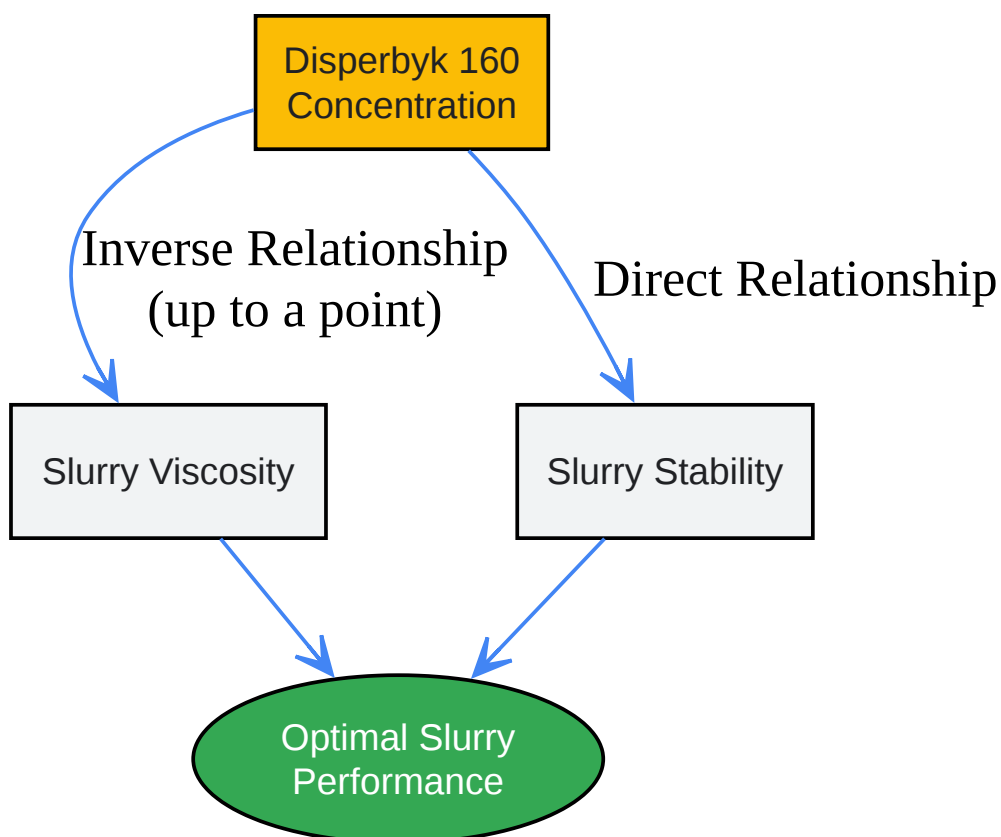 Disperbyk 160
Concentration
Inverse Relationship
(up to a point)
Direct Relationship
Slurry Viscosity
Slurry Stability
Optimal Slurry
Performance